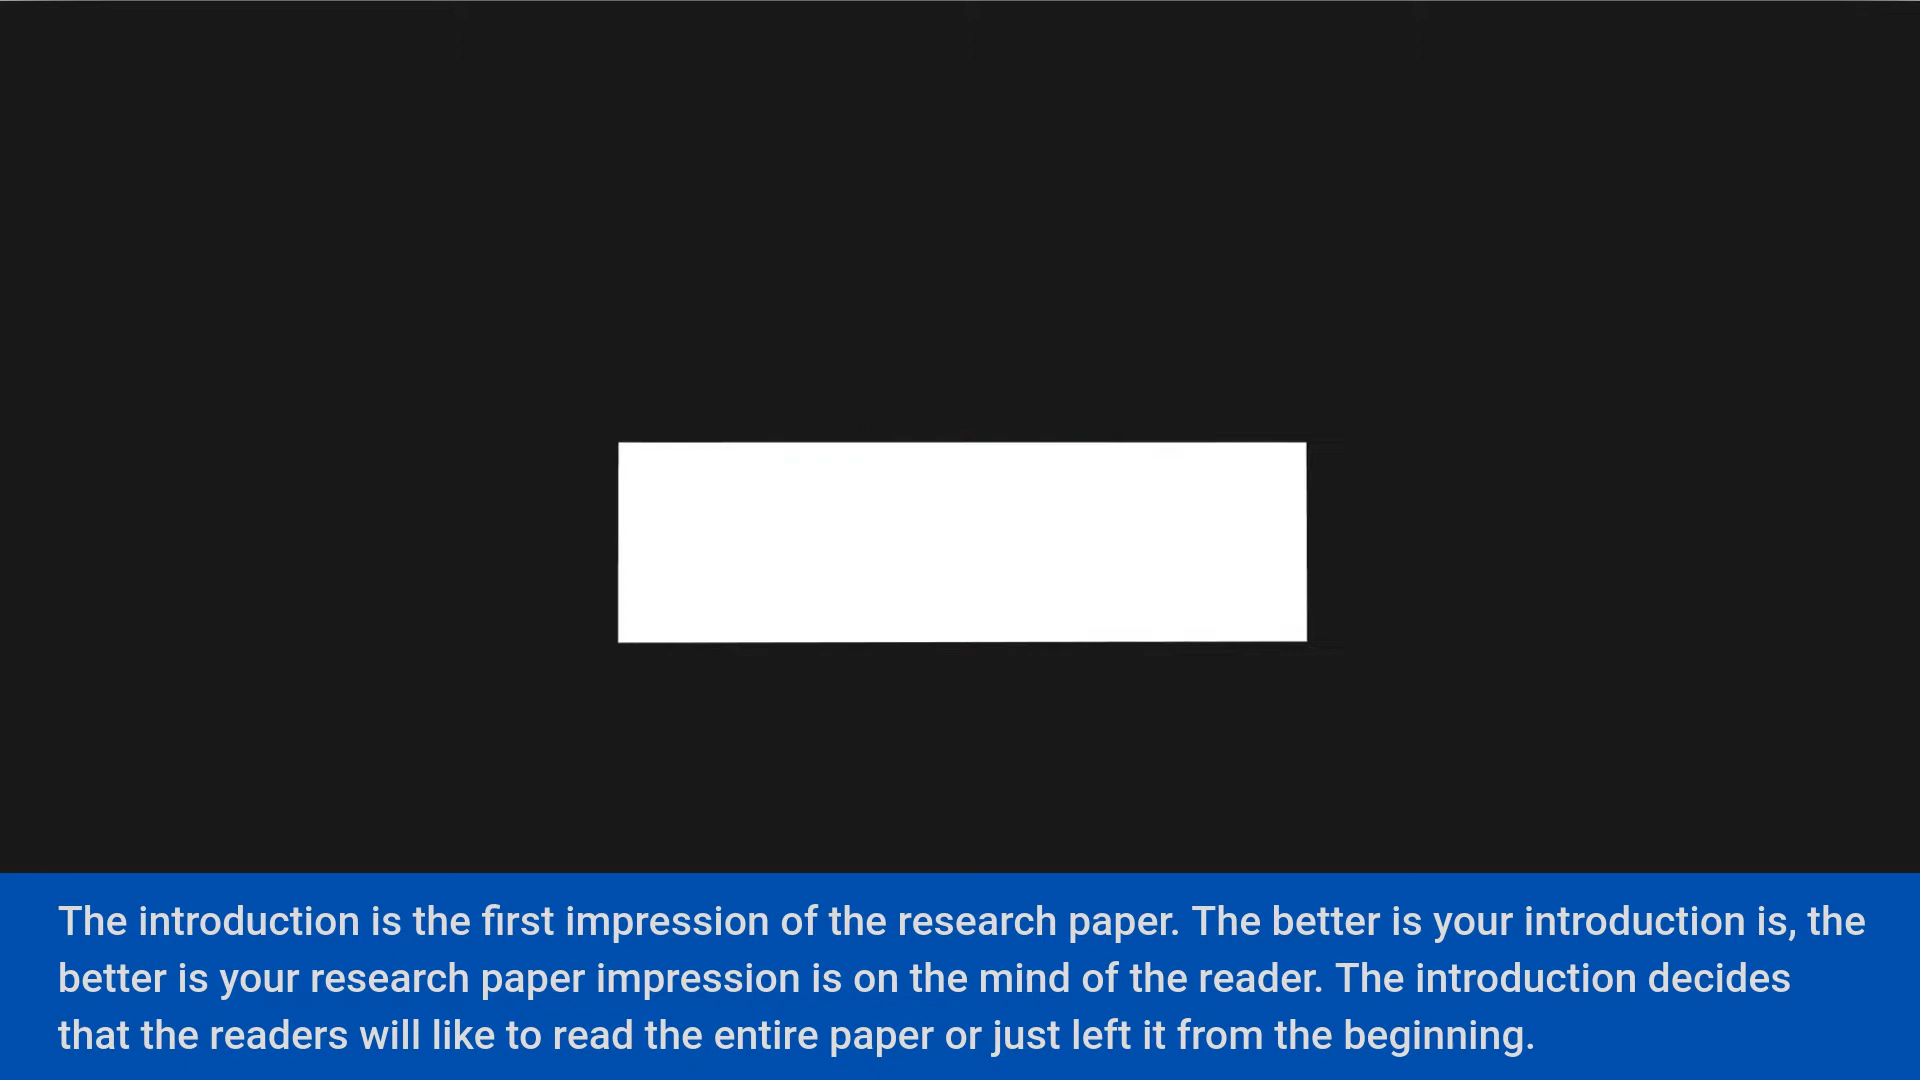 The introduction is the first impression of the research paper. The better is your introduction is, the
better is your research paper impression is on the mind of the reader. The introduction decides
that the readers will like to read the entire paper or just left it from the beginning.